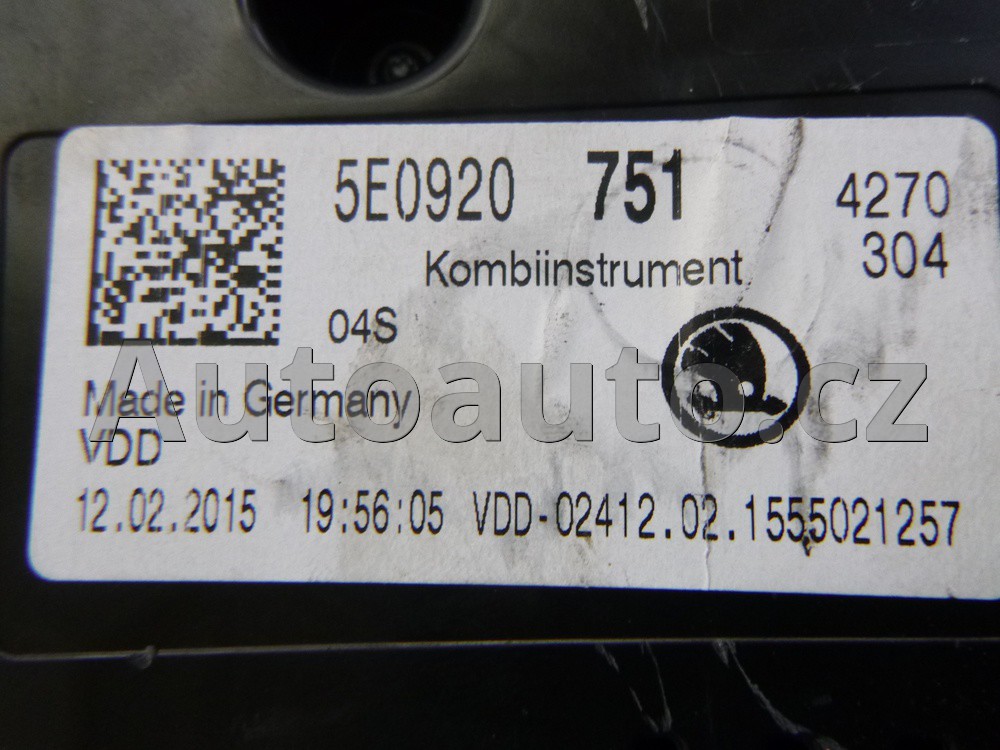 5E0920 751 4270
Kombiinstrument 304
04S
Made in Germany
VDD
12.02.2015 19:56:05 VDD-02412.02.1555021257
Autoauto.cz